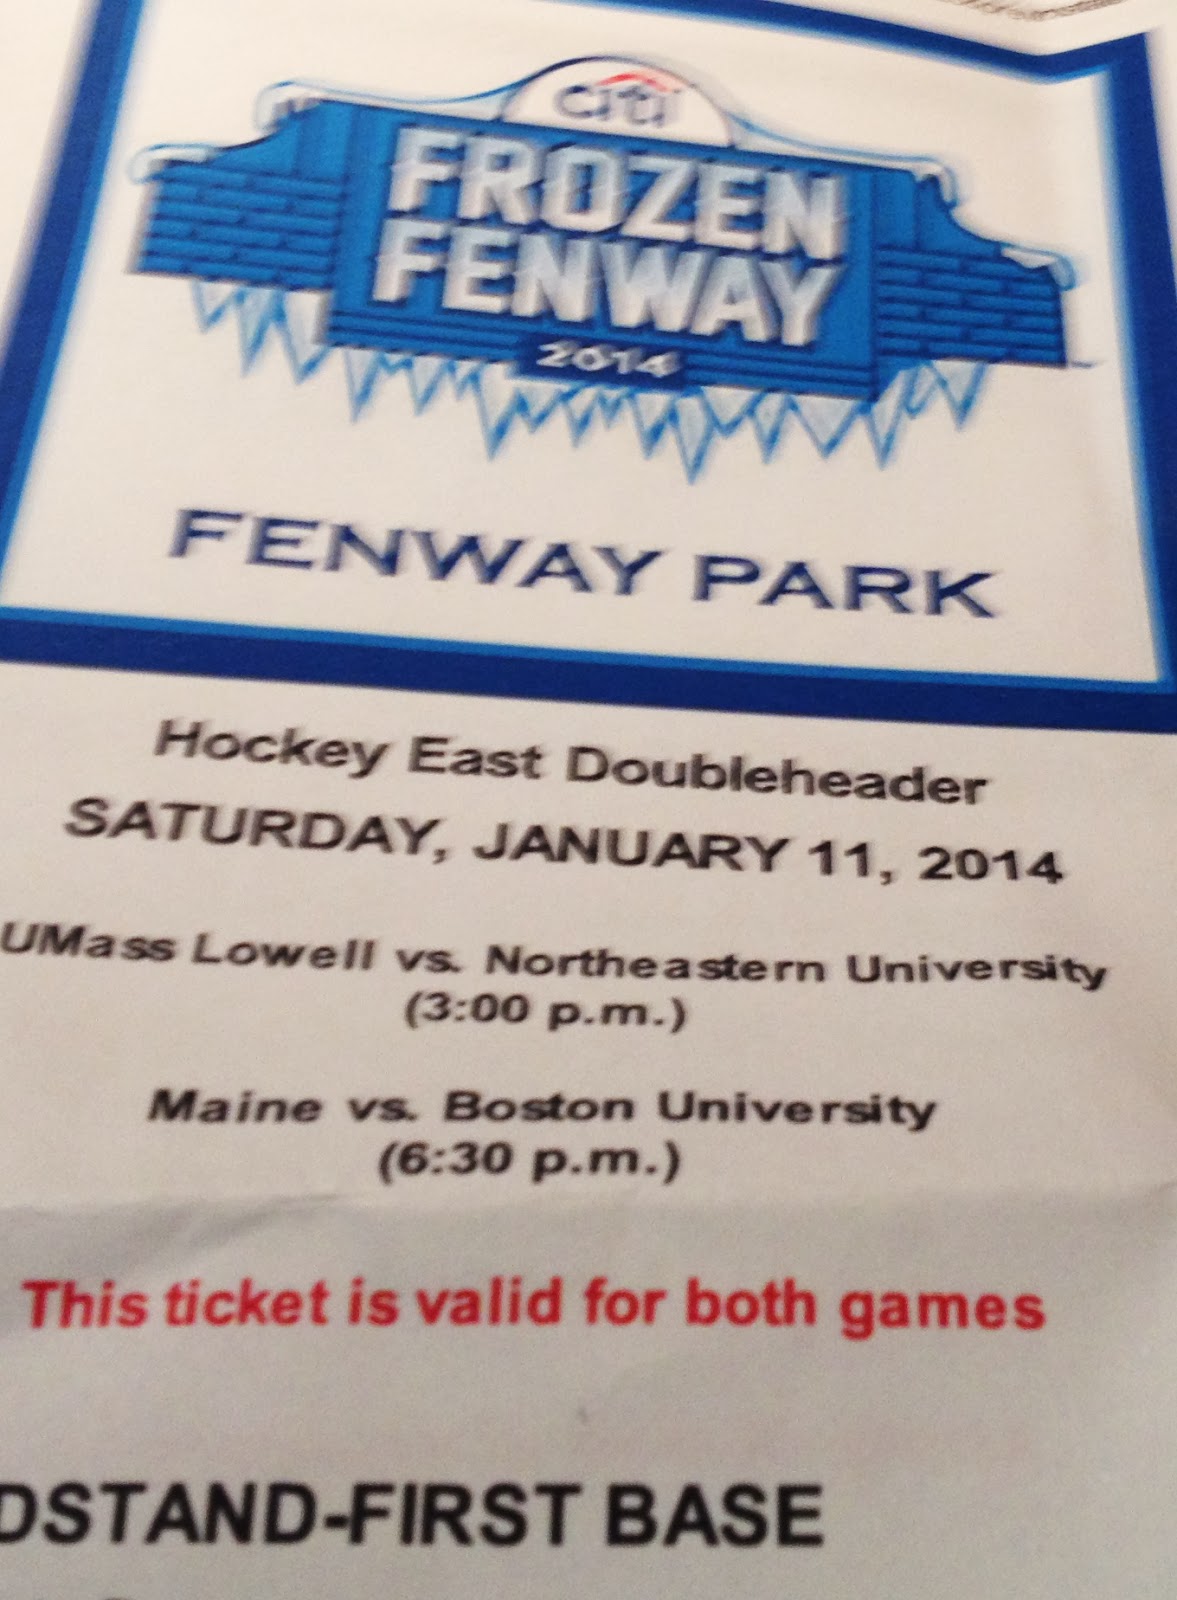 citi
FROZEN
FENWAY
2014
FENWAY PARK
Hockey East Doubleheader
SATURDAY, JANUARY 11, 2014
UMass Lowell vs. Northeastern University
(3:00 p.m.)
Maine vs. Boston University
(6:30 p.m.)
This ticket is valid for both games
DSTAND-FIRST BASE